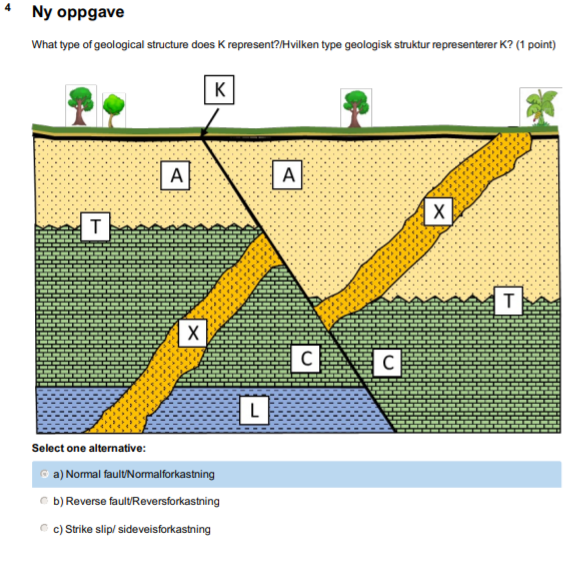 4
Ny oppgave
What type of geological structure does K represent?/Hvilken type geologisk struktur representerer K? (1 point)
K
A A
X
T
T
X
C C
L
Select one alternative:
a) Normal fault/Normalforkastning
b) Reverse fault/Reversforkastning
c) Strike slip/ sideveisforkastning